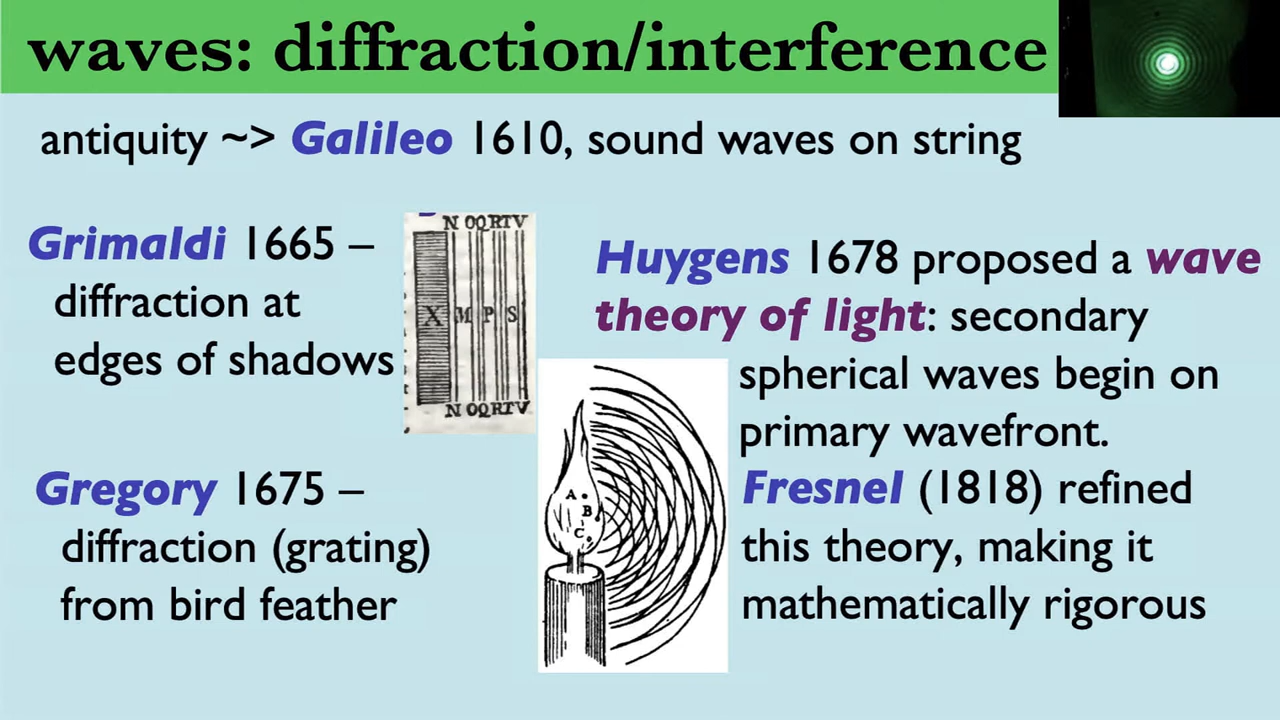 waves: diffraction/interference
antiquity ~> Galileo 1610, sound waves on string
Grimaldi 1665 –
diffraction at
edges of shadows
N OQRTV
X M P S
N OQRTV
Gregory 1675 –
diffraction (grating)
from bird feather
Huygens 1678 proposed a wave
theory of light: secondary
spherical waves begin on
primary wavefront.
Fresnel (1818) refined
this theory, making it
mathematically rigorous
A
B
C